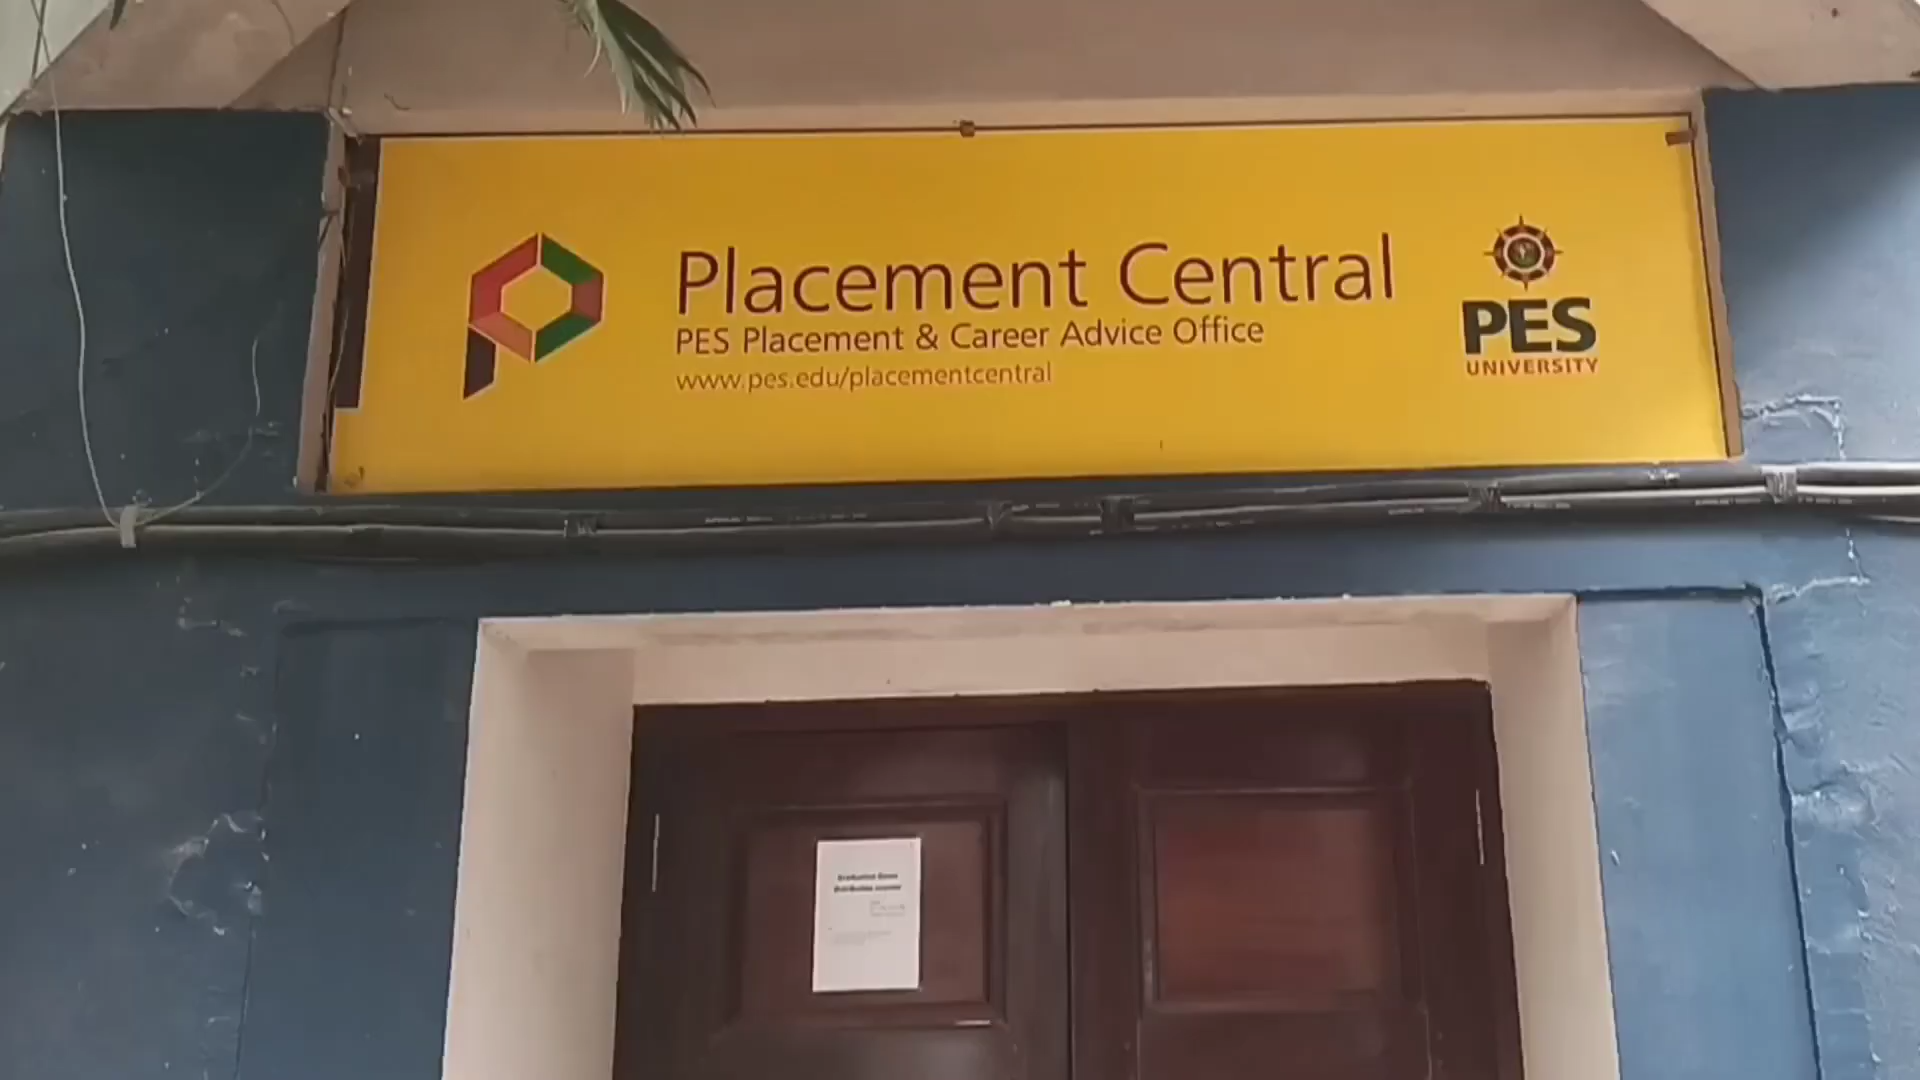 Placement Central
PES Placement & Career Advice Office
www.pes.edu/placementcentral
PES
UNIVERSITY